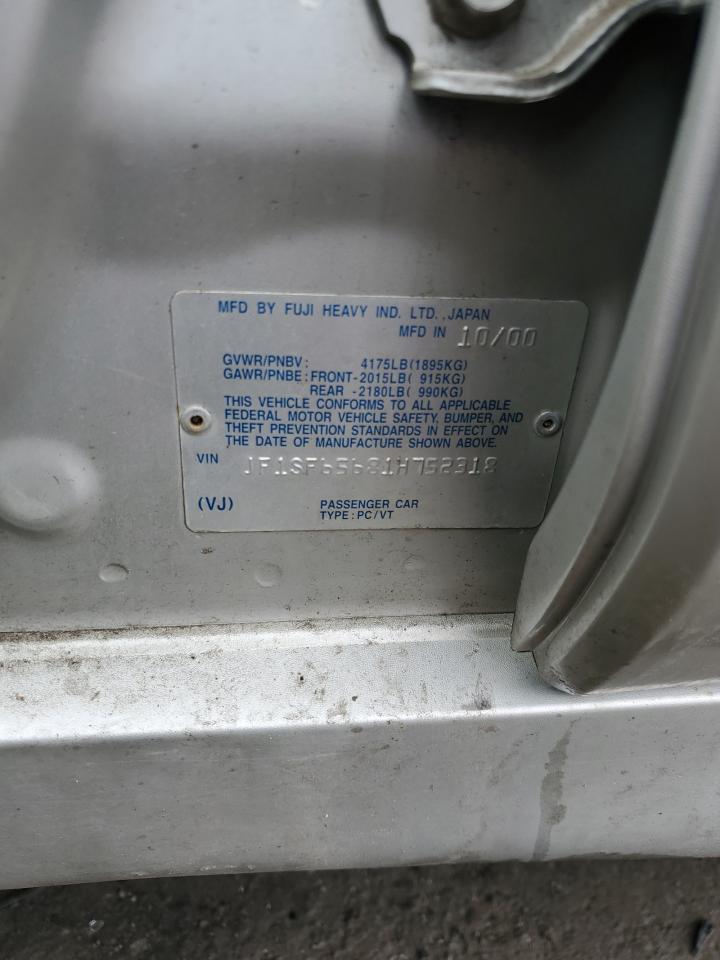 MFD BY FUJI HEAVY IND. LTD.,JAPAN
MFD IN 10/00
GVWR/PNBV: 4175LB(1895KG)
GAWR/PNBE:FRONT-2015LB( 915KG)
REAR -2180LB( 990KG)
THIS VEHICLE CONFORMS TO ALL APPLICABLE
FEDERAL MOTOR VEHICLE SAFETY, BUMPER, AND
THEFT PREVENTION STANDARDS IN EFFECT ON
THE DATE OF MANUFACTURE SHOWN ABOVE.
VIN JF1SF65681H752318
(VJ) PASSENGER CAR
TYPE:PC/VT